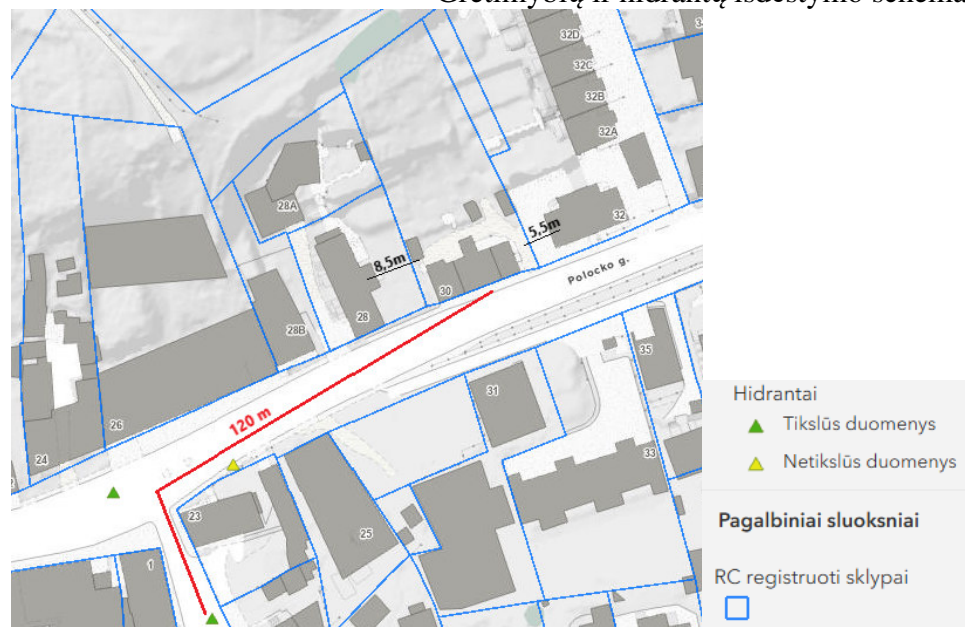 Gretimybių ir hidrantų išdėstymo schema
32D
32C
32B
32A
28A
32
5,5m
8,5m
Polocko g.
30
28
28B
35
31
120 m
26
24
33
23
25
1
Hidrantai
Tikslūs duomenys
Netikslūs duomenys
Pagalbiniai sluoksniai
RC registruoti sklypai